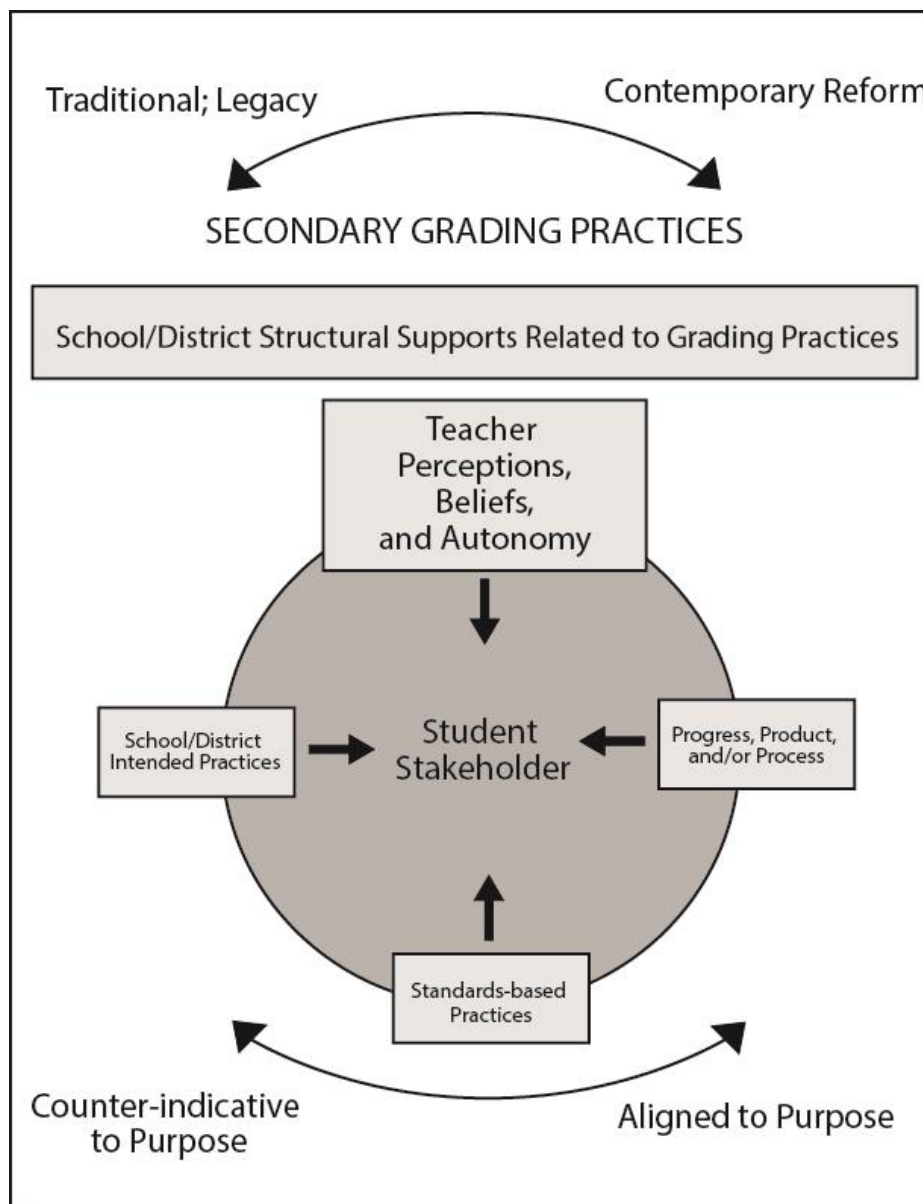 Traditional; Legacy
Contemporary Reform
SECONDARY GRADING PRACTICES
School/District Structural Supports Related to Grading Practices
Teacher
Perceptions,
Beliefs,
and Autonomy
School/District
Intended Practices
Student
Stakeholder
Progress, Product,
and/or Process
Standards-based
Practices
Counter-indicative
to Purpose
Aligned to Purpose